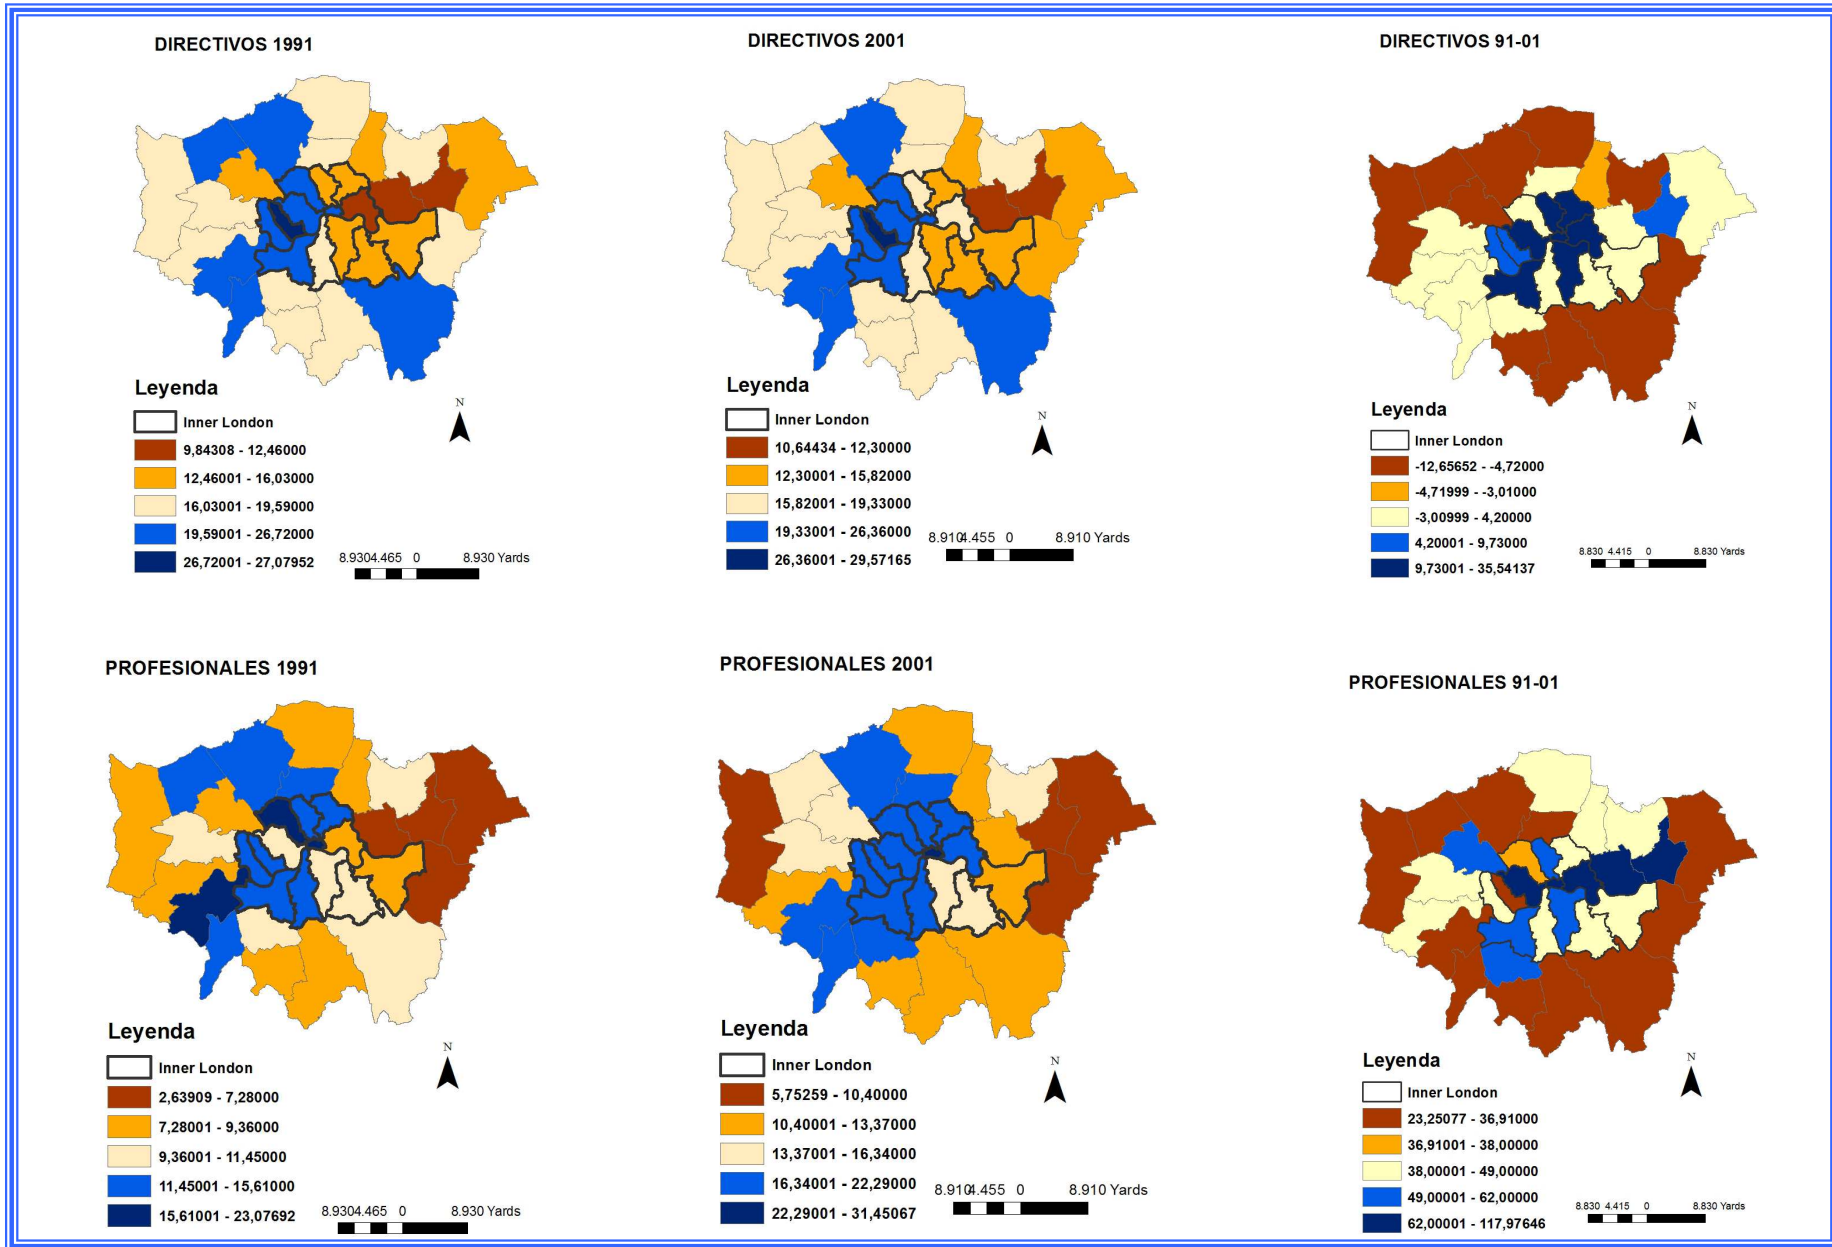 DIRECTIVOS 1991
Leyenda
N
Inner London
9,84308 - 12,46000
12,46001 - 16,03000
16,03001 - 19,59000
19,59001 - 26,72000
26,72001 - 27,07952
8.9304.465 0 8.930 Yards
DIRECTIVOS 2001
Leyenda
N
Inner London
10,64434 - 12,30000
12,30001 - 15,82000
15,82001 - 19,33000
19,33001 - 26,36000
26,36001 - 29,57165
8.9104.455 0 8.910 Yards
DIRECTIVOS 91-01
Leyenda
N
Inner London
-12,65652 - -4,72000
-4,71999 - -3,01000
-3,00999 - 4,20000
4,20001 - 9,73000
9,73001 - 35,54137
8.830 4.415 0 8.830 Yards
PROFESIONALES 1991
Leyenda
N
Inner London
2,63909 - 7,28000
7,28001 - 9,36000
9,36001 - 11,45000
11,45001 - 15,61000
15,61001 - 23,07692
8.9304.465 0 8.930 Yards
PROFESIONALES 2001
Leyenda
N
Inner London
5,75259 - 10,40000
10,40001 - 13,37000
13,37001 - 16,34000
16,34001 - 22,29000
22,29001 - 31,45067
8.9104.455 0 8.910 Yards
PROFESIONALES 91-01
Leyenda
N
Inner London
23,25077 - 36,91000
36,91001 - 38,00000
38,00001 - 49,00000
49,00001 - 62,00000
62,00001 - 117,97646
8.830 4.415 0 8.830 Yards